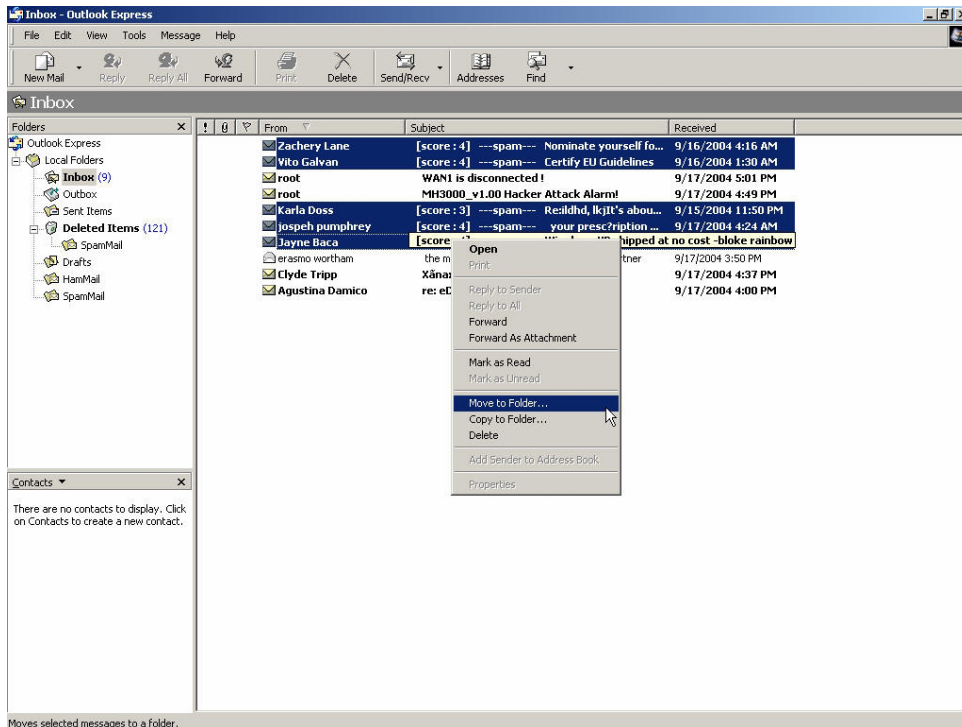 Inbox - Outlook Express
File Edit View Tools Message Help
New Mail Reply Reply All Forward Print Delete Send/Recv Addresses Find
Inbox
Folders
Outlook Express
Local Folders
Inbox (9)
Outbox
Sent Items
Deleted Items (121)
SpamMail
Drafts
HamMail
SpamMail
! From Subject Received
Zachery Lane [score : 4] ---spam--- Nominate yourself fo... 9/16/2004 4:16 AM
Vito Galvan [score : 4] ---spam--- Certify EU Guidelines 9/16/2004 1:30 AM
root WAN1 is disconnected ! 9/17/2004 5:01 PM
root MH3000_v1.00 Hacker Attack Alarm! 9/17/2004 4:49 PM
Karla Doss [score : 3] ---spam--- Re:ildhd, lkjIt's abou... 9/15/2004 11:50 PM
jospeh pumphrey [score : 4] ---spam--- your presc?ription ... 9/16/2004 4:24 AM
Jayne Baca [score hipped at no cost -bloke rainbow
erasmo wortham the m rtner 9/17/2004 3:50 PM
Clyde Tripp Xãna 9/17/2004 4:37 PM
Agustina Damico re: eD 9/17/2004 4:00 PM
Open
Print
Reply to Sender
Reply to All
Forward
Forward As Attachment
Mark as Read
Mark as Unread
Move to Folder...
Copy to Folder...
Delete
Add Sender to Address Book
Properties
Contacts
There are no contacts to display. Click
on Contacts to create a new contact.
Moves selected messages to a folder.